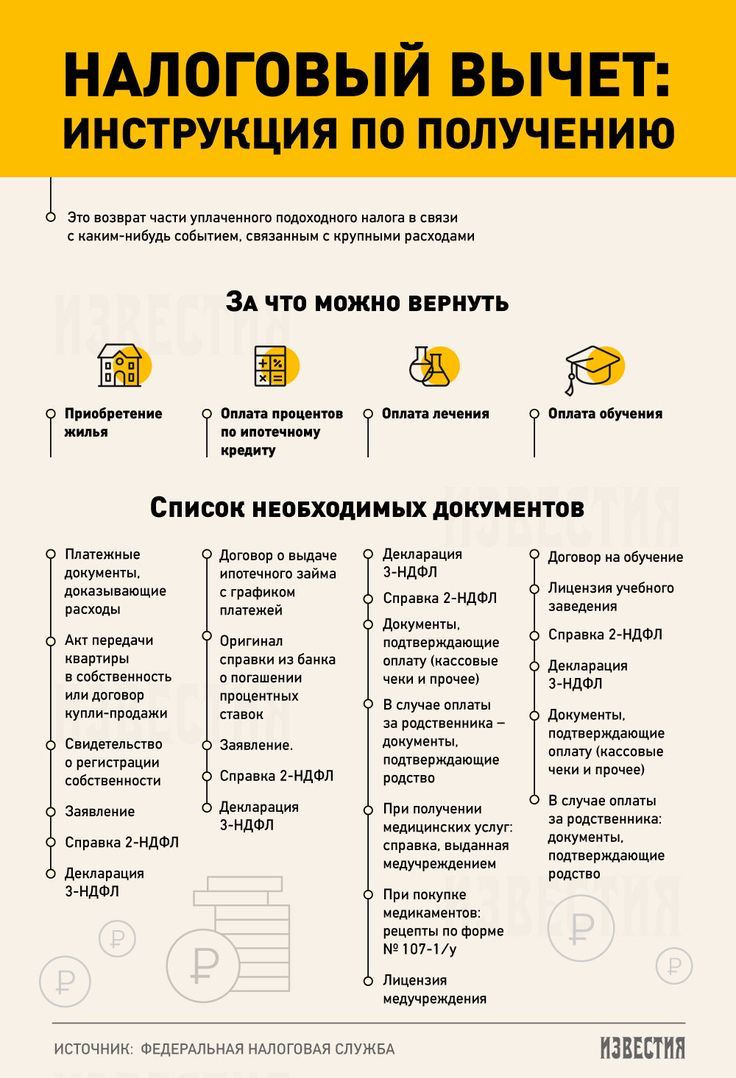 НАЛОГОВЫЙ ВЫЧЕТ:
ИНСТРУКЦИЯ ПО ПОЛУЧЕНИЮ
Это возврат части уплаченного подоходного налога в связи
с каким-нибудь событием, связанным с крупными расходами
ЗА ЧТО МОЖНО ВЕРНУТЬ
Приобретение
жилья
Оплата процентов
по ипотечному
кредиту
Оплата лечения
Оплата обучения
СПИСОК НЕОБХОДИМЫХ ДОКУМЕНТОВ
Платежные
документы,
доказывающие
расходы
Акт передачи
квартиры
в собственность
или договор
купли-продажи
Свидетельство
о регистрации
собственности
Заявление
Справка 2-НДФЛ
Декларация
3-НДФЛ
Договор о выдаче
ипотечного займа
с графиком
платежей
Оригинал
справки из банка
о погашении
процентных
ставок
Заявление.
Справка 2-НДФЛ
Декларация
3-НДФЛ
Декларация
3-НДФЛ
Справка 2-НДФЛ
Документы,
подтверждающие
оплату (кассовые
чеки и прочее)
В случае оплаты
за родственника –
документы,
подтверждающие
родство
При получении
медицинских услуг:
справка, выданная
медучреждением
При покупке
медикаментов:
рецепты по форме
№ 107-1/у
Лицензия
медучреждения
Договор на обучение
Лицензия учебного
заведения
Справка 2-НДФЛ
Декларация
3-НДФЛ
Документы,
подтверждающие
оплату (кассовые
чеки и прочее)
В случае оплаты
за родственника:
документы,
подтверждающие
родство
ИСТОЧНИК: ФЕДЕРАЛЬНАЯ НАЛОГОВАЯ СЛУЖБА
ИЗВЕСТИЯ